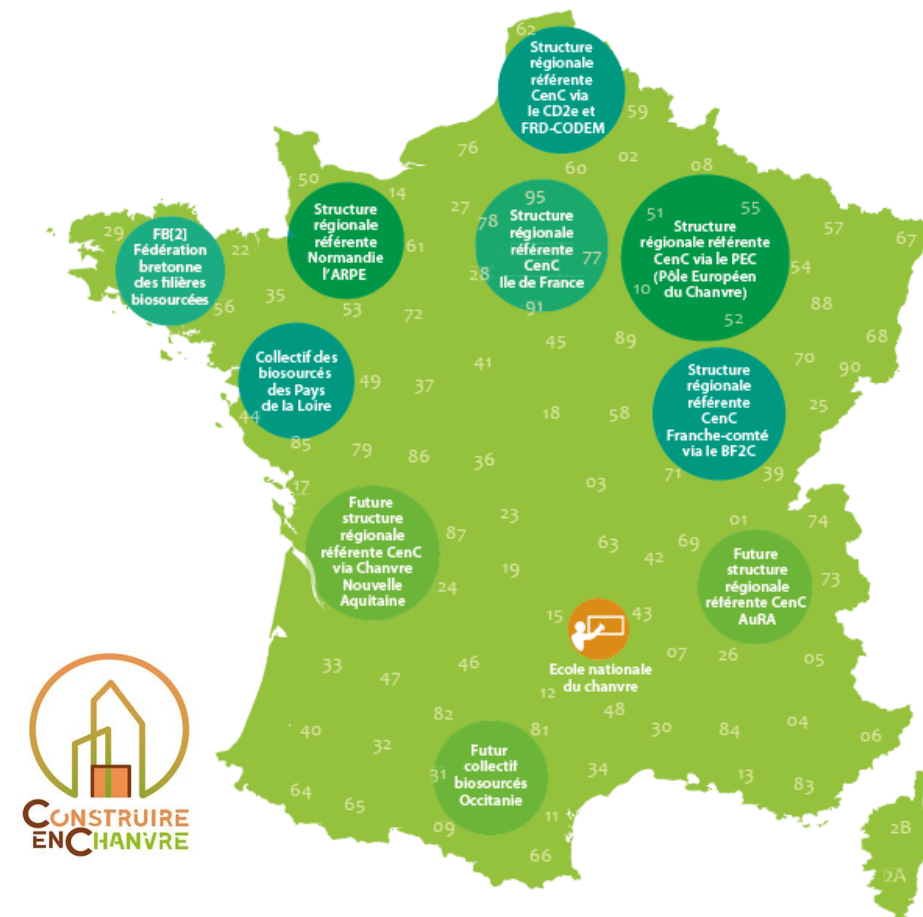 62
Structure
régionale
référente
CenC via
le CD2e et
FRD-CODEM
59
76
02
60
08
50
14
95
27
78
51
55
57
67
Structure
régionale
référente
Normandie
l'ARPE
61
Structure
régionale
référente
CenC
Ile de France
77
28
91
Structure
régionale référente
CenC via le PEC
(Pôle Européen
du Chanvre)
54
10
52
88
68
29
22
FB[2]
Fédération
bretonne
des filières
biosourcées
56
35
53
72
45
89
70
90
25
Collectif des
biosourcés
des Pays
de la Loire
49
37
41
44
18
58
Structure
régionale
référente
CenC
Franche-comté
via le BF2C
71
39
85
79
86
36
03
17
Future
structure
régionale
référente CenC
via Chanvre
Nouvelle
Aquitaine
87
23
63
42
69
01
74
24
19
Future
structure
régionale
référente CenC
AuRA
73
15
43
Ecole nationale
du chanvre
07
26
05
33
47
46
12
48
82
81
40
32
30
84
04
06
Futur
collectif
biosourcés
Occitanie
31
34
13
83
64
65
09
11
66
2B
2A
CONSTRUIRE
EN CHANVRE